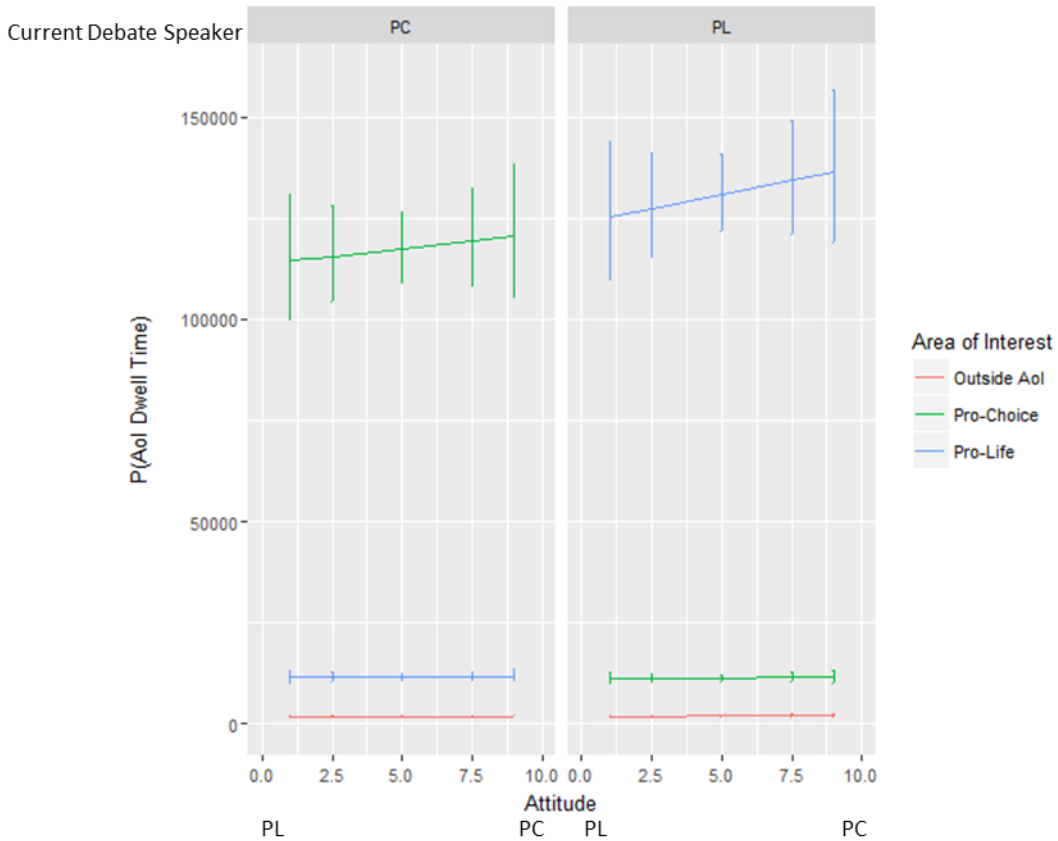 Current Debate Speaker
PC
PL
150000
100000
50000
0
P(AoI Dwell Time)
0.0 2.5 5.0 7.5 10.0
0.0 2.5 5.0 7.5 10.0
Attitude
PL PC PL PC
Area of Interest
Outside AoI
Pro-Choice
Pro-Life